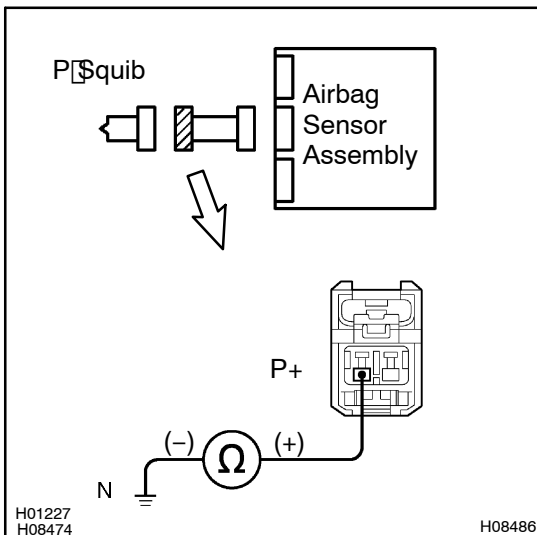 P▯Squib
Airbag
Sensor
Assembly
P+
(−)
Ω
(+)
N
H01227
H08474
H08486